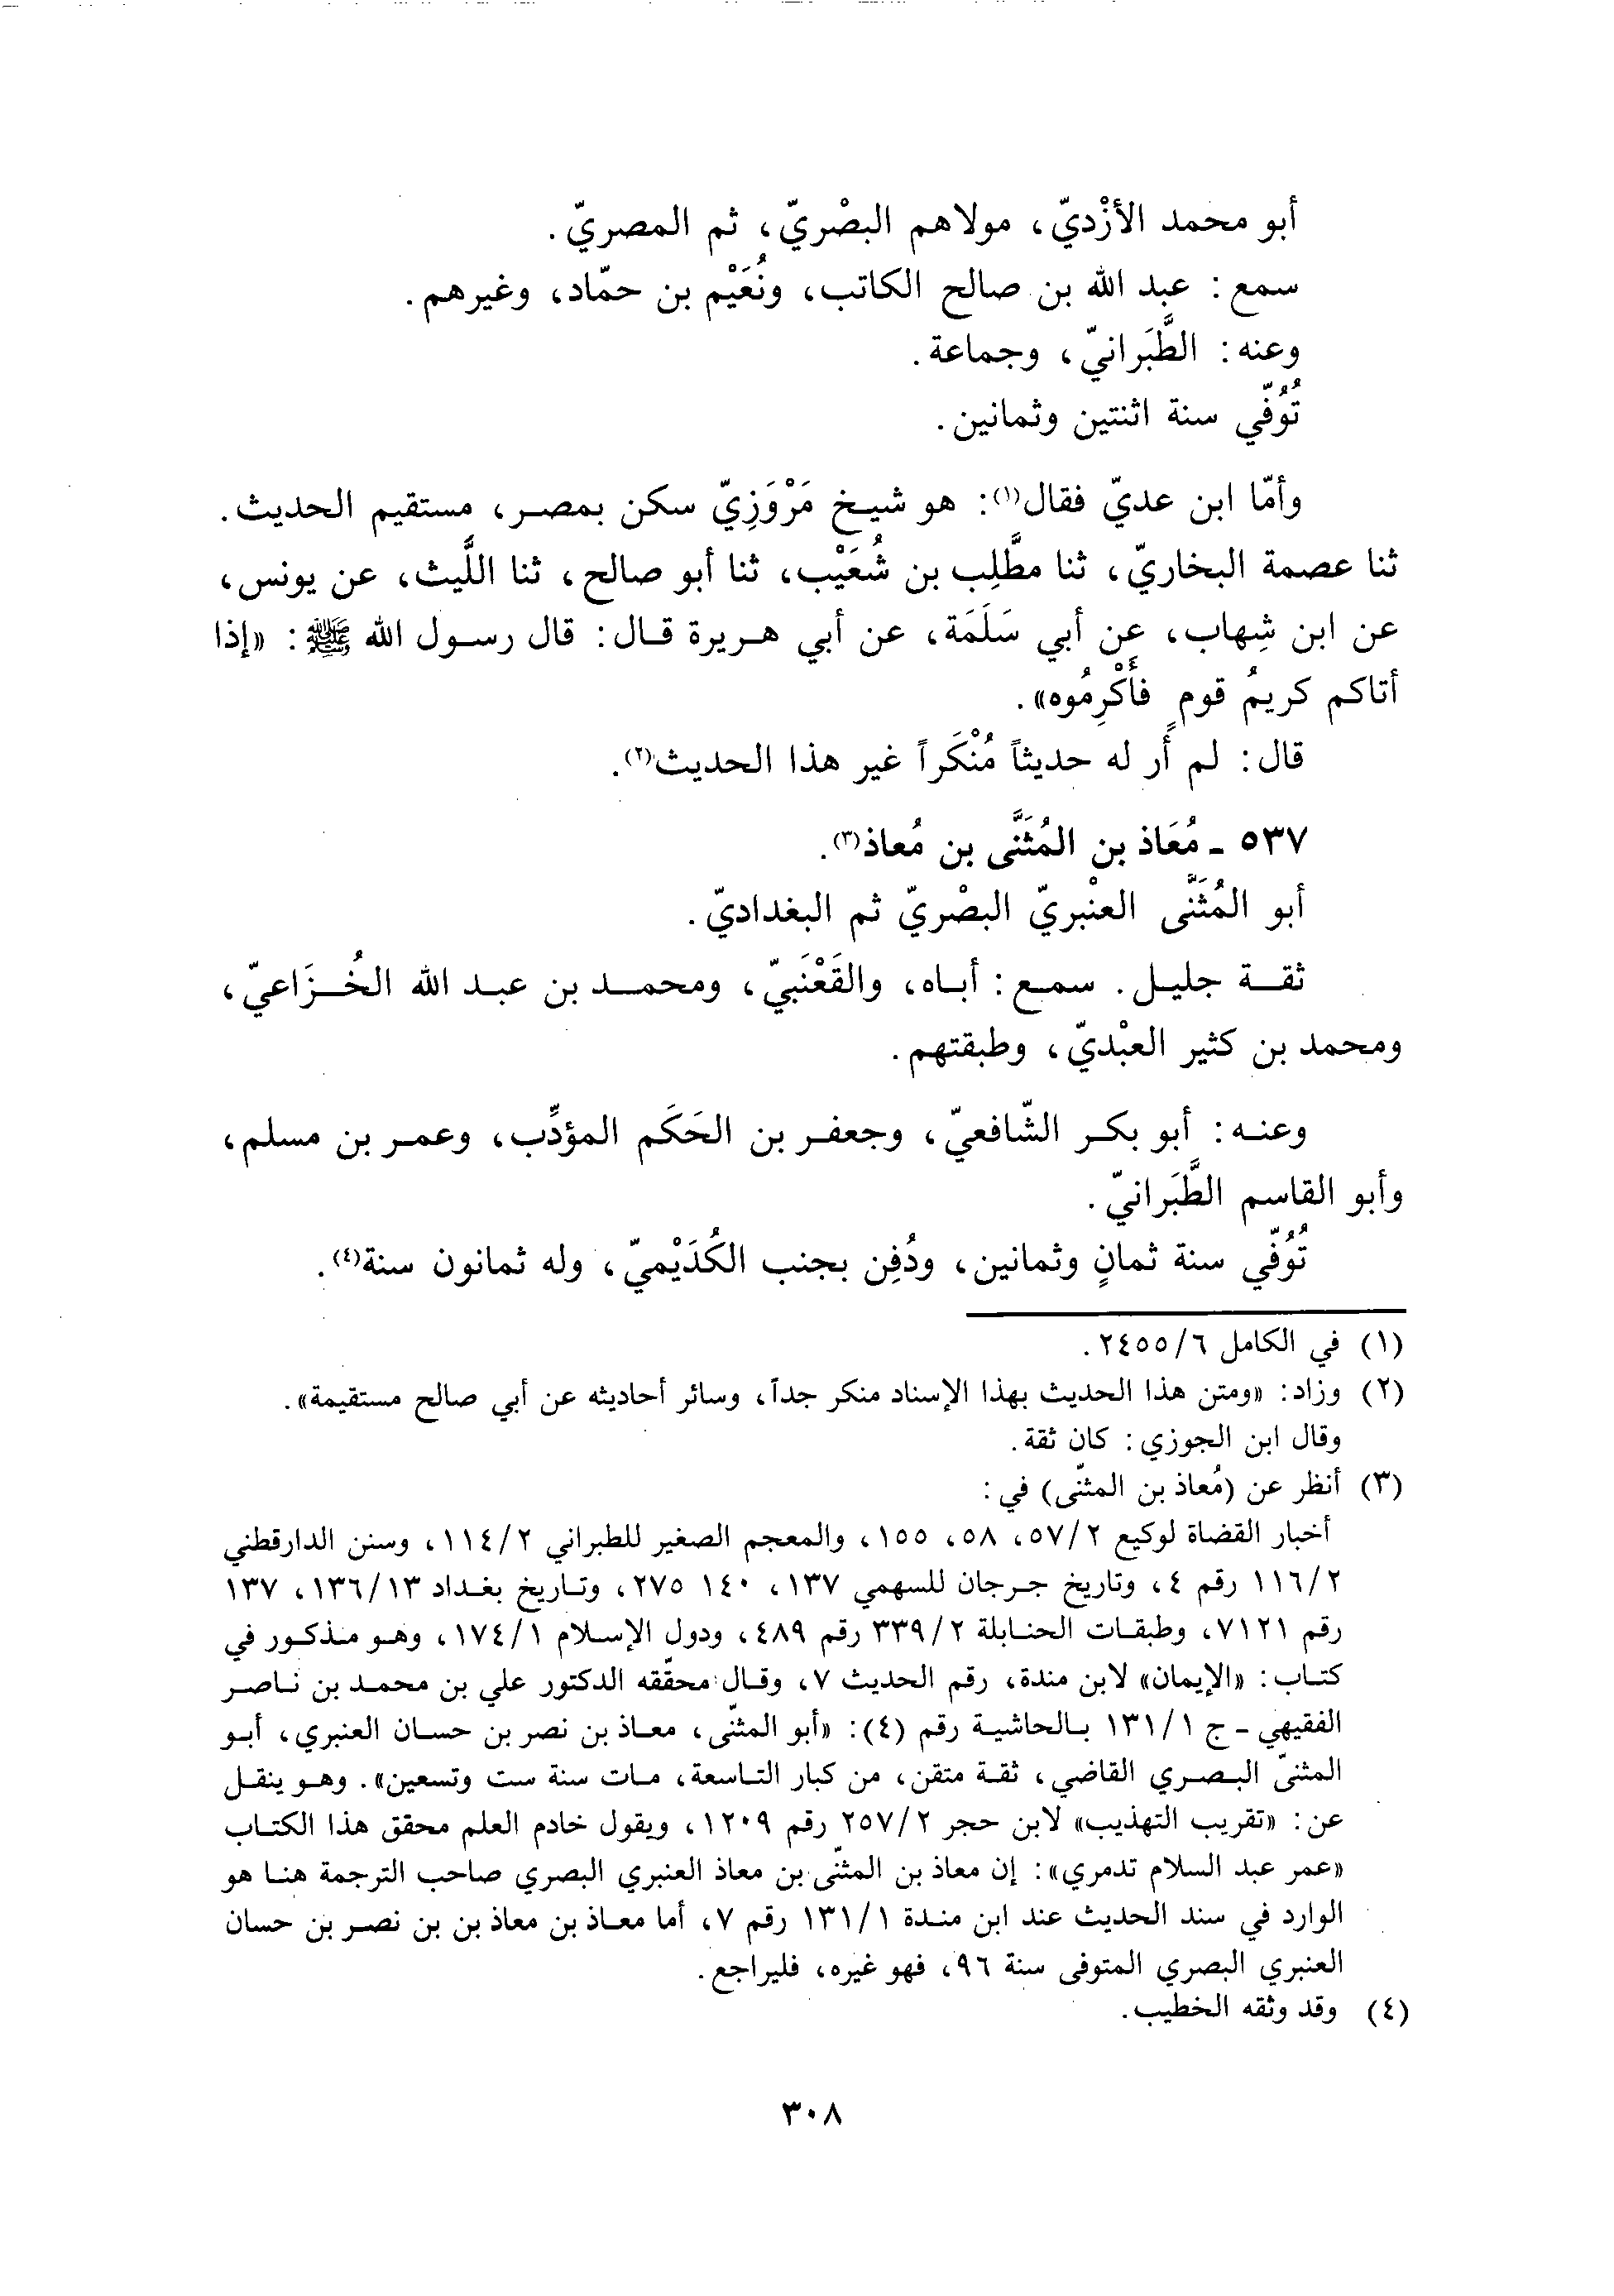 أبو محمد الأزْديّ، مولاهم البصْريّ، ثم المصريّ.
سمع: عبد الله بن صالح الكاتب، ونُعَيْم بن حمّاد، وغيرهم.
وعنه: الطَّبَرانيّ، وجماعة.
تُوُفّي سنة اثنتين وثمانين.
وأمّا ابن عديّ فقال(١): هو شيخ مَرْوَزِيّ سكن بمصر، مستقيم الحديث.
ثنا عصمة البخاريّ، ثنا مطَّلِب بن شُعَيْب، ثنا أبو صالح، ثنا اللَّيث، عن يونس،
عن ابن شِهاب، عن أبي سَلَمَة، عن أبي هريرة قال: قال رسول الله ﷺ: «إذا
أتاكم كريمُ قومٍ فأَكْرِمُوه».
قال: لم أر له حديثاً مُنْكَراً غير هذا الحديث(٢).
٥٣٧ ـ مُعَاذ بن المُثَنَّى بن مُعاذ(٣).
أبو المُثَنَّى العنْبريّ البصْريّ ثم البغداديّ.
ثقة جليل. سمع: أباه، والقَعْنَبيّ، ومحمد بن عبد الله الخُزَاعيّ،
ومحمد بن كثير العبْديّ، وطبقتهم.
وعنه: أبو بكر الشّافعيّ، وجعفر بن الحَكَم المؤدِّب، وعمر بن مسلم،
وأبو القاسم الطَّبَرانيّ.
تُوُفّي سنة ثمانٍ وثمانين، ودُفِن بجنب الكُدَيْميّ، وله ثمانون سنة(٤).
(١) في الكامل ٢٤٥٥/٦.
(٢) وزاد: «ومتن هذا الحديث بهذا الإسناد منكر جداً، وسائر أحاديثه عن أبي صالح مستقيمة».
وقال ابن الجوزي: كان ثقة.
(٣) أنظر عن (مُعاذ بن المثنّى) في:
أخبار القضاة لوكيع ٥٧/٢، ٥٨، ١٥٥، والمعجم الصغير للطبراني ١١٤/٢، وسنن الدارقطني
١١٦/٢ رقم ٤، وتاريخ جرجان للسهمي ١٣٧، ١٤٠ ٢٧٥، وتاريخ بغداد ١٣٦/١٣، ١٣٧
رقم ٧١٢١، وطبقات الحنابلة ٣٣٩/٢ رقم ٤٨٩، ودول الإسلام ١٧٤/١، وهو مذكور في
كتاب: «الإيمان» لابن مندة، رقم الحديث ٧، وقال محقّقه الدكتور علي بن محمد بن ناصر
الفقيهي - ج ١٣١/١ بالحاشية رقم (٤): «أبو المثنّى، معاذ بن نصر بن حسان العنبري، أبو
المثنىّ البصري القاضي، ثقة متقن، من كبار التاسعة، مات سنة ست وتسعين». وهو ينقل
عن: «تقريب التهذيب» لابن حجر ٢٥٧/٢ رقم ١٢٠٩، ويقول خادم العلم محقق هذا الكتاب
«عمر عبد السلام تدمري»: إن معاذ بن المثنّى بن معاذ العنبري البصري صاحب الترجمة هنا هو
الوارد في سند الحديث عند ابن مندة ١٣١/١ رقم ٧، أما معاذ بن معاذ بن بن نصر بن حسان
العنبري البصري المتوفى سنة ٩٦، فهو غيره، فليراجع.
(٤) وقد وثقه الخطيب.
٣٠٨